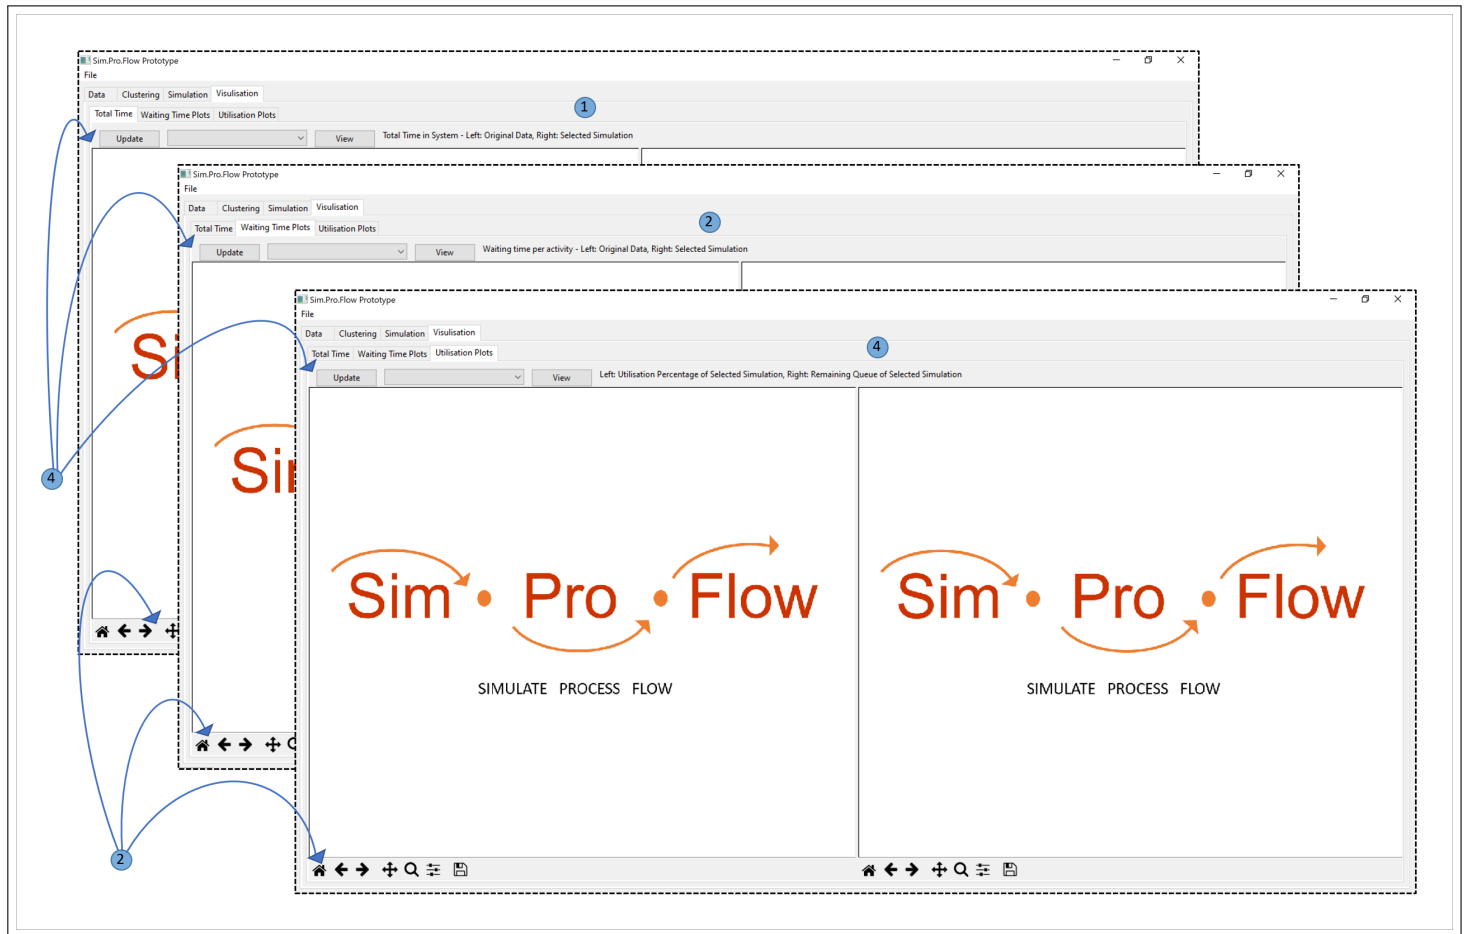 Sim.Pro.Flow Prototype
File
Data Clustering Simulation Visulisation
1
Total Time Waiting Time Plots Utilisation Plots
Update View Total Time in System - Left: Original Data, Right: Selected Simulation
Sim.Pro.Flow Prototype
File
Data Clustering Simulation Visulisation
2
Total Time Waiting Time Plots Utilisation Plots
Update View Waiting time per activity - Left: Original Data, Right: Selected Simulation
Sim.Pro.Flow Prototype
File
Data Clustering Simulation Visulisation
4
Total Time Waiting Time Plots Utilisation Plots
Update View Left: Utilisation Percentage of Selected Simulation, Right: Remaining Queue of Selected Simulation
4
Sim • Pro • Flow
SIMULATE PROCESS FLOW
Sim • Pro • Flow
SIMULATE PROCESS FLOW
2